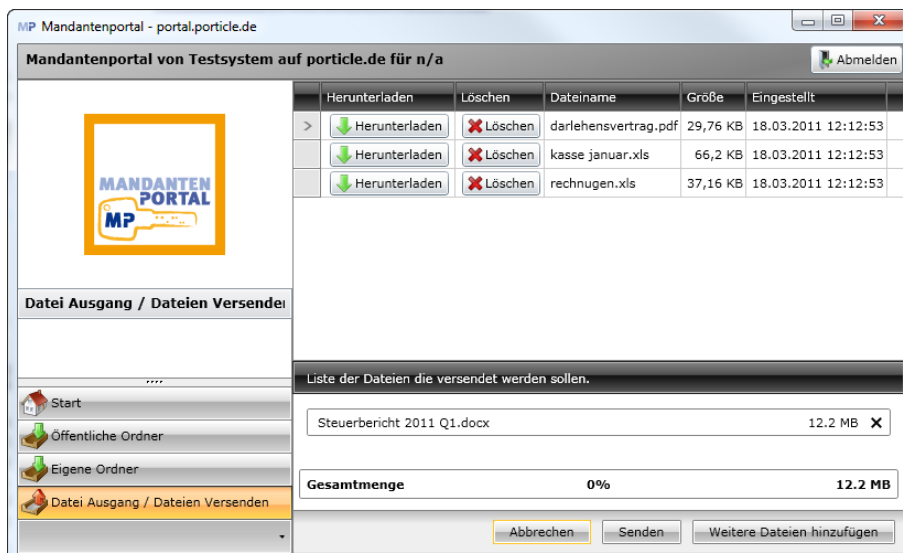 MP Mandantenportal - portal.porticle.de
Mandantenportal von Testsystem auf porticle.de für n/a
Abmelden
MANDANTEN
PORTAL
MP
Datei Ausgang / Dateien Versende
Start
Öffentliche Ordner
Eigene Ordner
Datei Ausgang / Dateien Versenden
Herunterladen Löschen Dateiname Größe Eingestellt
> Herunterladen Löschen darlehensvertrag.pdf 29,76 KB 18.03.2011 12:12:53
Herunterladen Löschen kasse januar.xls 66,2 KB 18.03.2011 12:12:53
Herunterladen Löschen rechnugen.xls 37,16 KB 18.03.2011 12:12:53
Liste der Dateien die versendet werden sollen.
Steuerbericht 2011 Q1.docx 12.2 MB
Gesamtmenge 0% 12.2 MB
Abbrechen Senden Weitere Dateien hinzufügen